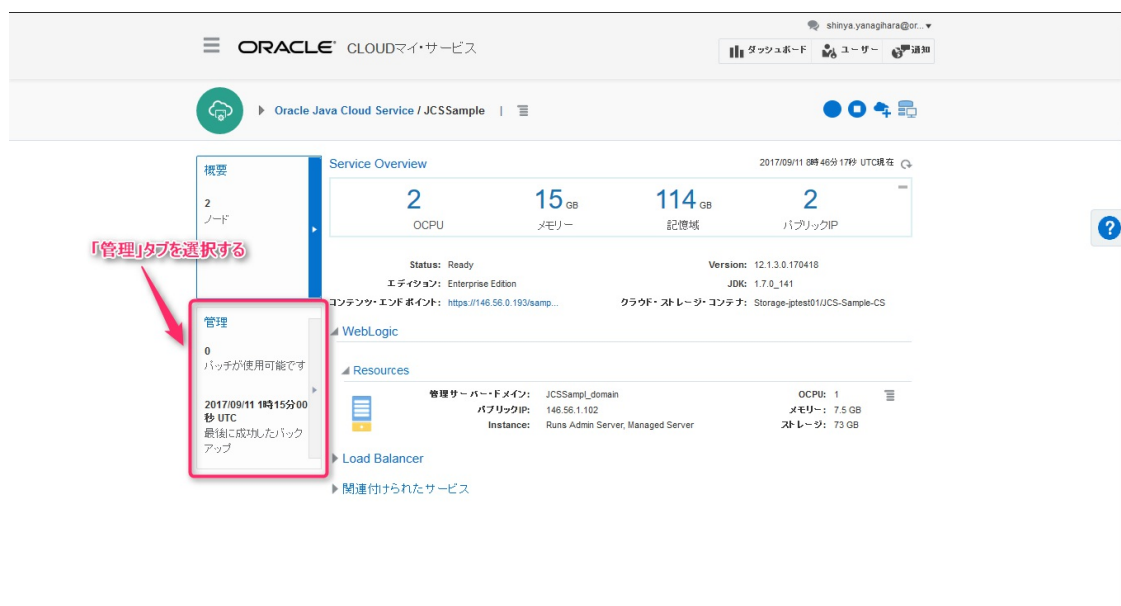 shinya.yanagihara@or...
ORACLE CLOUDマイ・サービス
ダッシュボード ユーザー 通知
Oracle Java Cloud Service / JCSSample
概要
2
ノード
Service Overview
2017/09/11 8時46分17秒 UTC現在
2 15 GB 114 GB 2
OCPU メモリー 記憶域 パブリックIP
Status: Ready Version: 12.1.3.0.170418
エディション: Enterprise Edition JDK: 1.7.0_141
コンテンツ・エンドポイント: https://146.56.0.193/samp... クラウド・ストレージ・コンテナ: Storage-jptest01/JCS-Sample-CS
「管理」タブを選択する
管理
0
パッチが使用可能です
2017/09/11 1時15分00
秒 UTC
最後に成功したバック
アップ
WebLogic
Resources
管理サーバー・ドメイン: JCSSampl_domain OCPU: 1
パブリックIP: 146.56.1.102 メモリー: 7.5 GB
Instance: Runs Admin Server, Managed Server ストレージ: 73 GB
Load Balancer
関連付けられたサービス
?